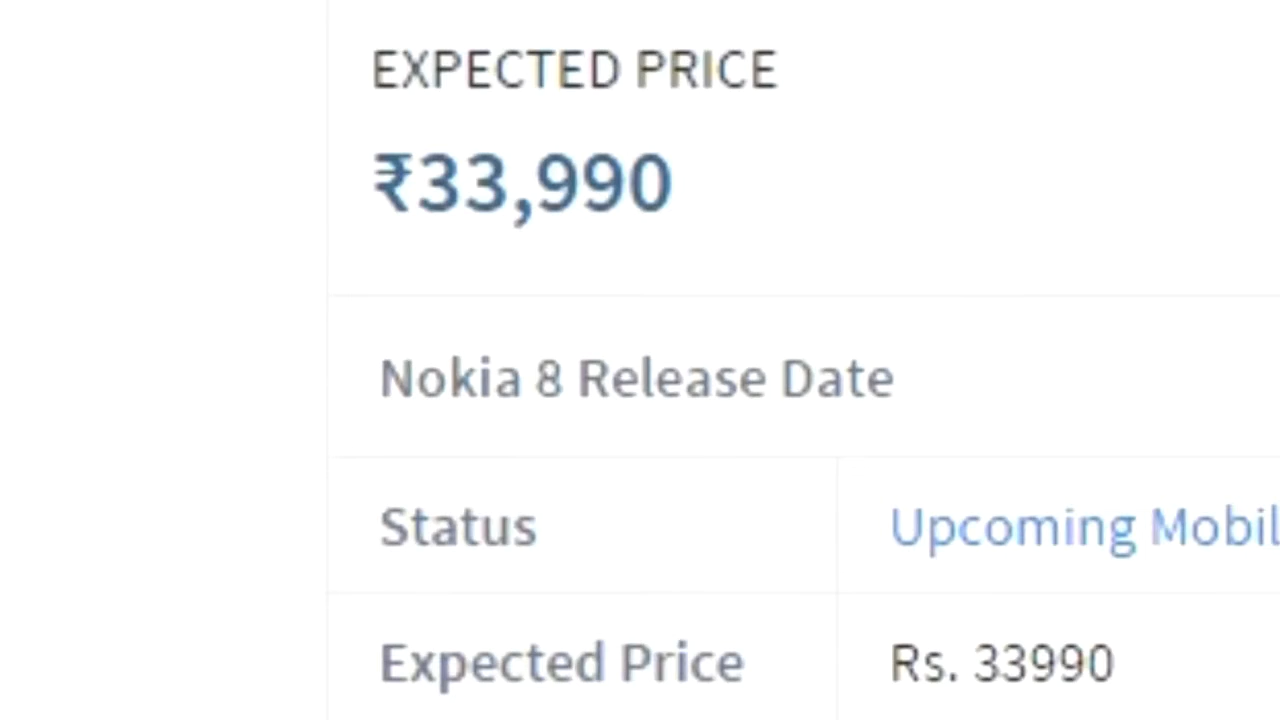 EXPECTED PRICE
₹33,990
Nokia 8 Release Date
Status Upcoming Mobil
Expected Price Rs. 33990